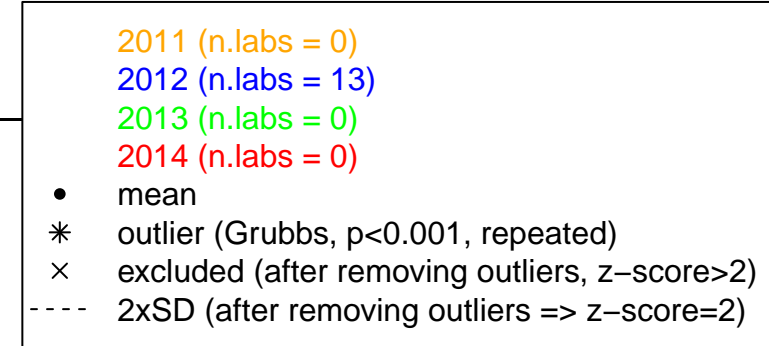 2011 (n.labs = 0)
2012 (n.labs = 13)
2013 (n.labs = 0)
2014 (n.labs = 0)
mean
outlier (Grubbs, p<0.001, repeated)
excluded (after removing outliers, z−score>2)
2xSD (after removing outliers => z−score=2)